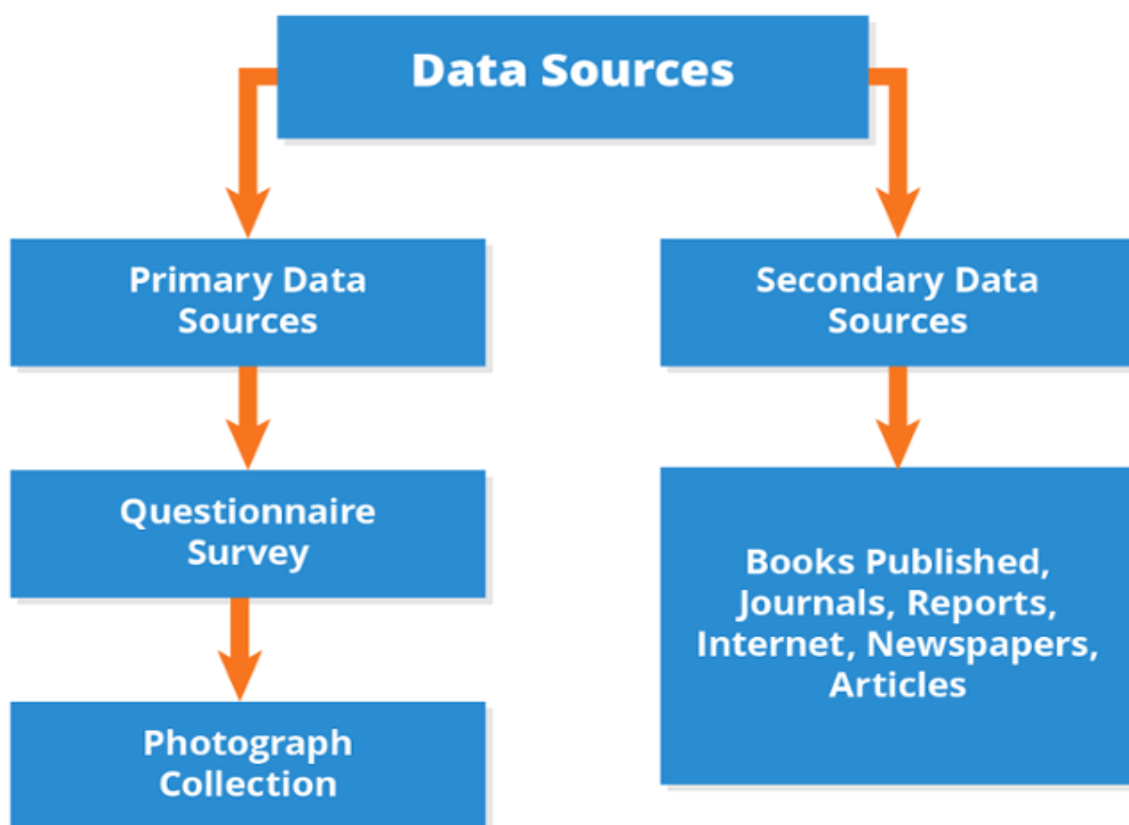 Data Sources
Primary Data
Sources
Secondary Data
Sources
Questionnaire
Survey
Books Published,
Journals, Reports,
Internet, Newspapers,
Articles
Photograph
Collection